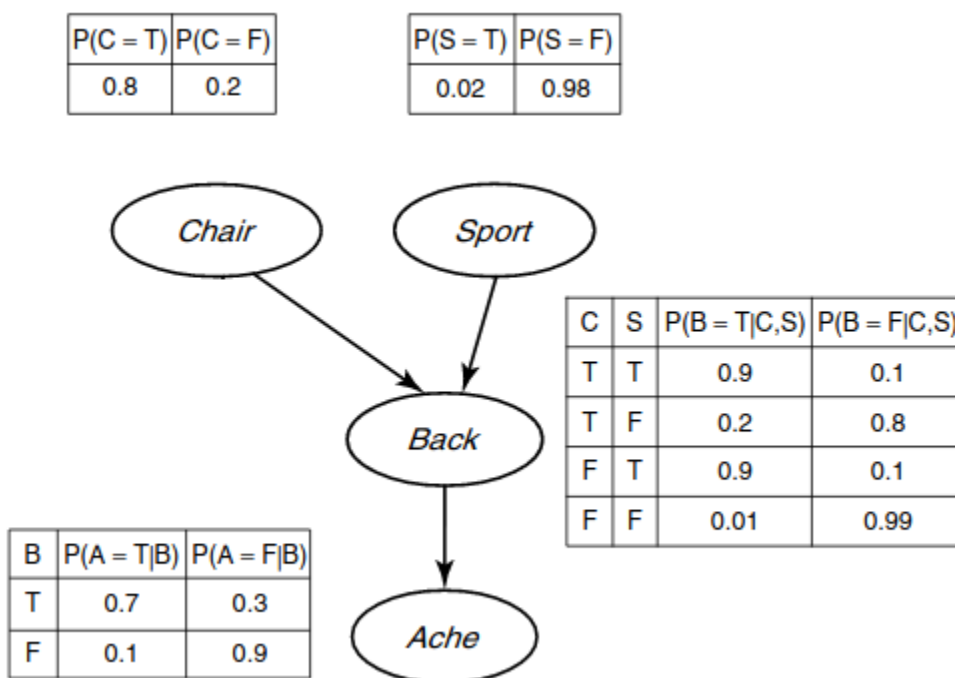 P(C = T) P(C = F) P(S = T) P(S = F)
0.8 0.2 0.02 0.98
Chair Sport
C S P(B = T|C,S) P(B = F|C,S)
T T 0.9 0.1
T F 0.2 0.8
F T 0.9 0.1
F F 0.01 0.99
Back
B P(A = T|B) P(A = F|B)
T 0.7 0.3
F 0.1 0.9
Ache